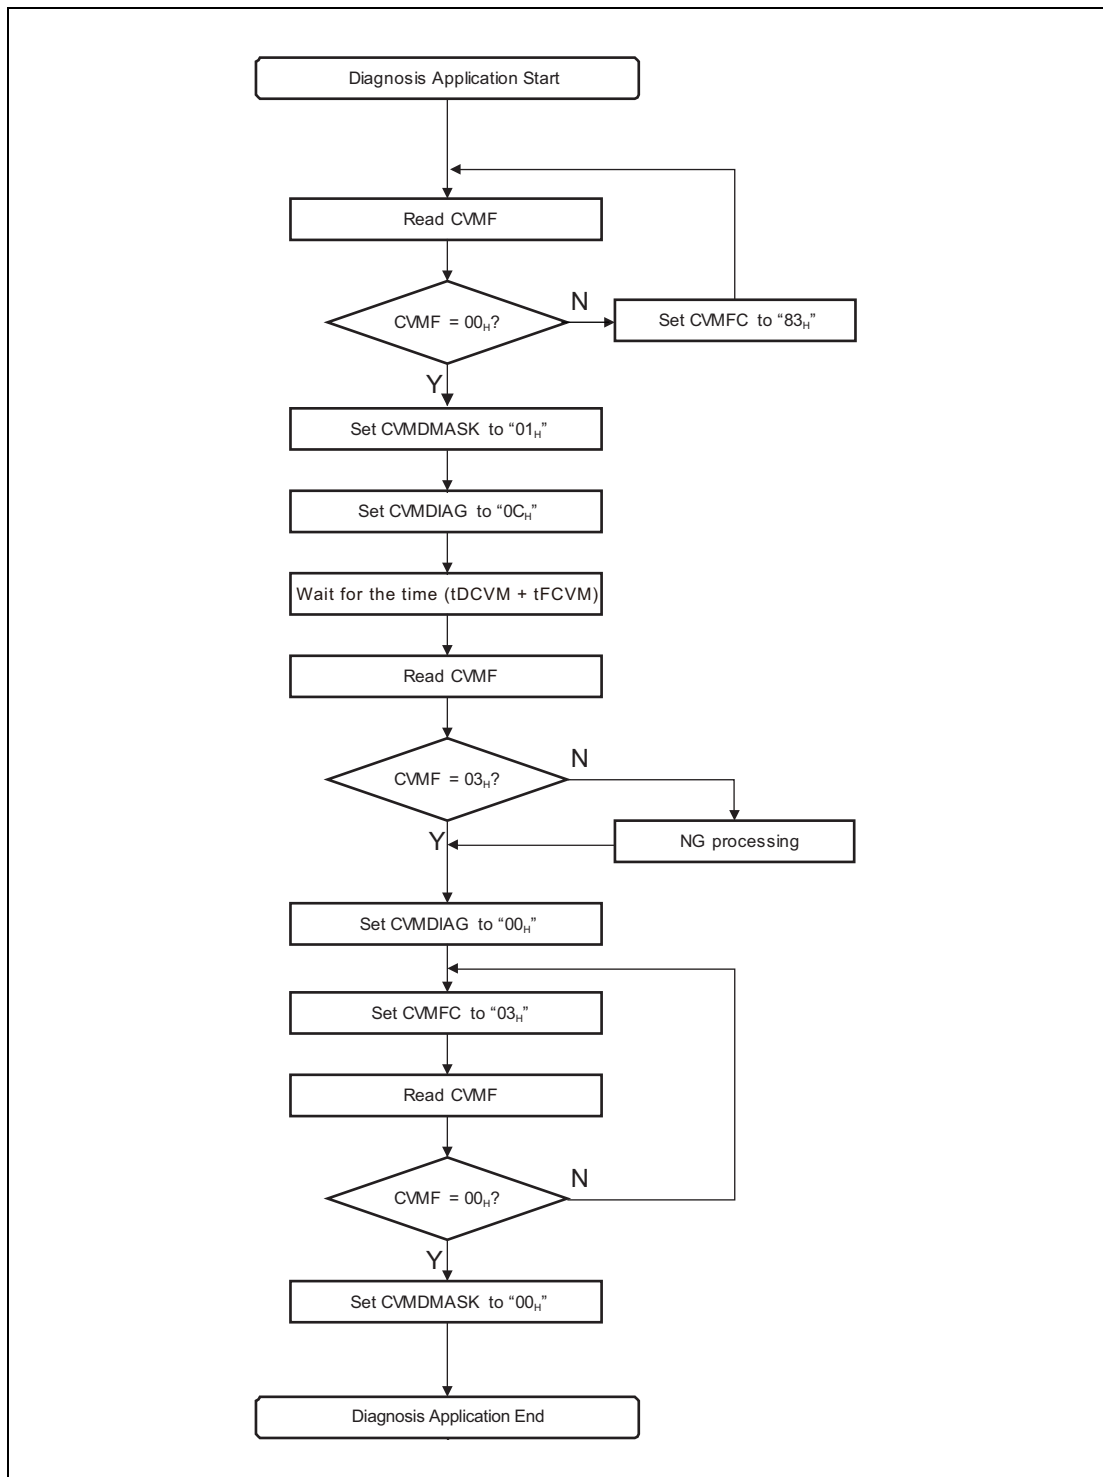 Diagnosis Application Start
Read CVMF
CVMF = 00H?
N
Set CVMFC to “83H”
Y
Set CVMDMASK to “01H”
Set CVMDIAG to “0CH”
Wait for the time (tDCVM + tFCVM)
Read CVMF
CVMF = 03H?
N
NG processing
Y
Set CVMDIAG to “00H”
Set CVMFC to “03H”
Read CVMF
CVMF = 00H?
N
Y
Set CVMDMASK to “00H”
Diagnosis Application End